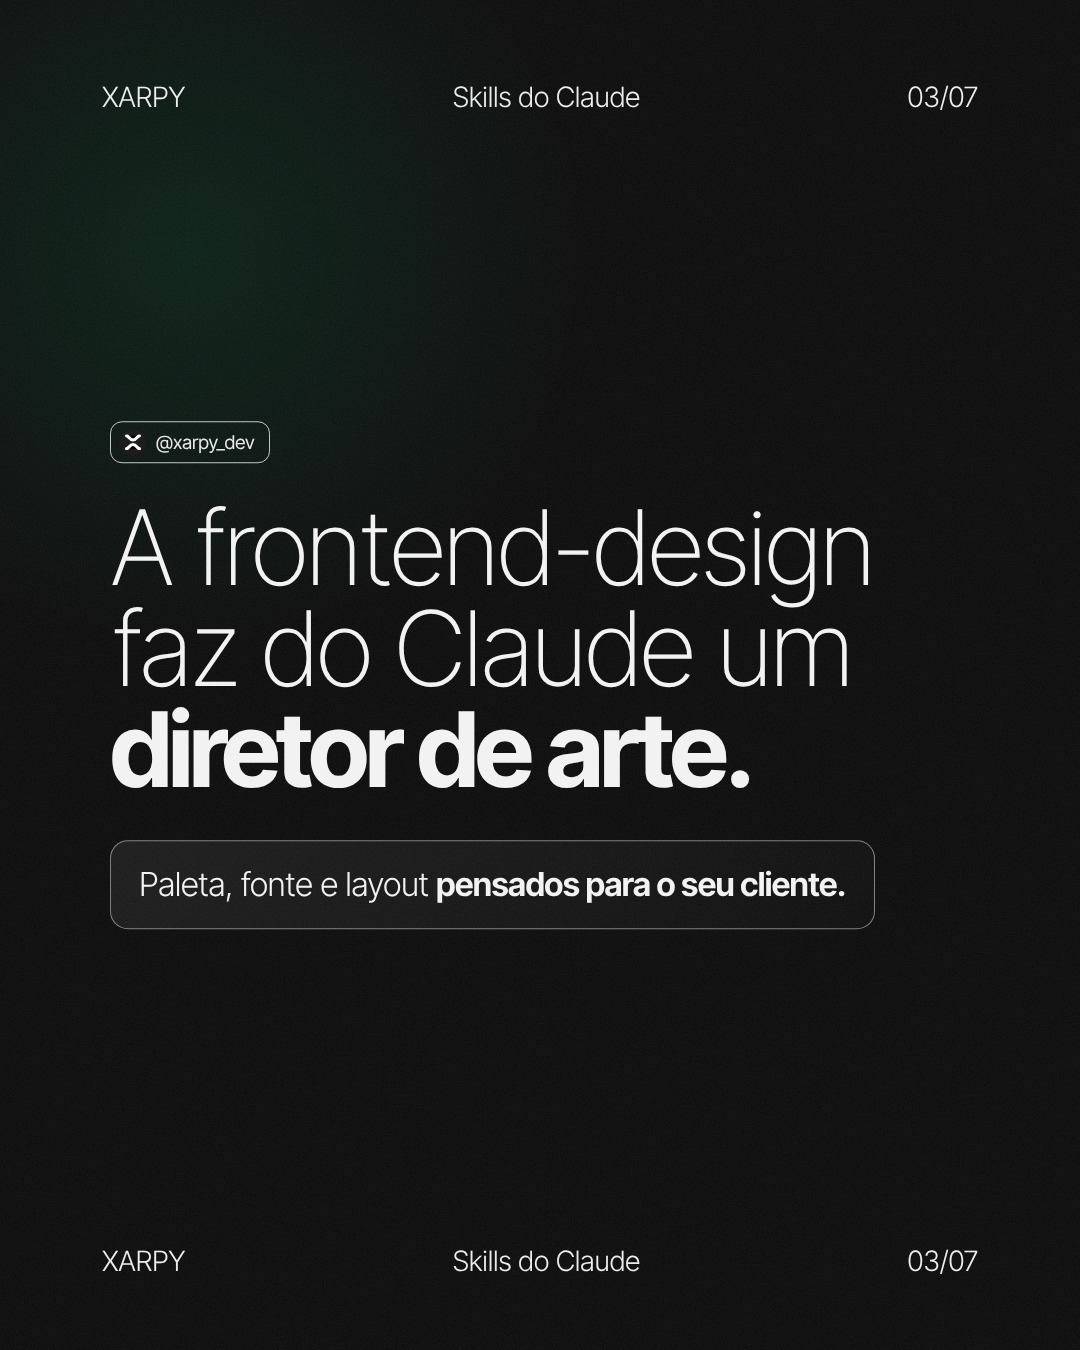 XARPY Skills do Claude 03/07
@xarpy_dev
A frontend-design
faz do Claude um
diretor de arte.
Paleta, fonte e layout pensados para o seu cliente.
XARPY Skills do Claude 03/07